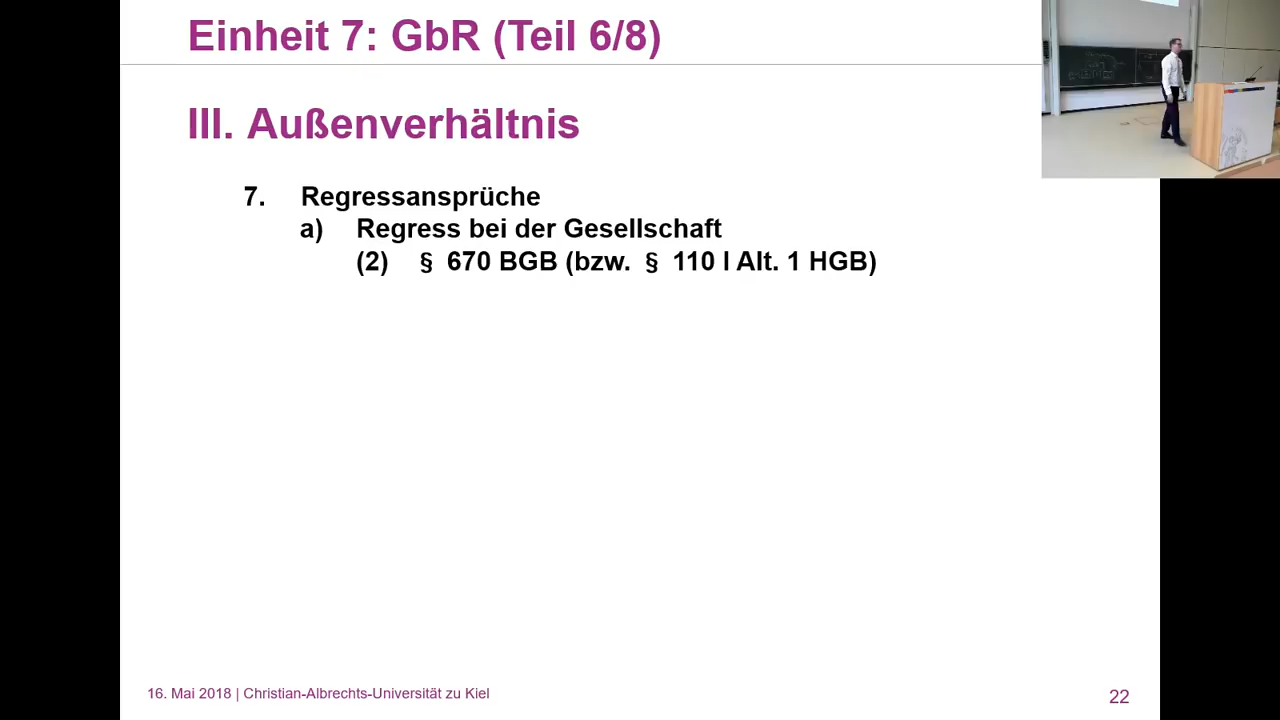 Einheit 7: GbR (Teil 6/8)
III. Außenverhältnis
7. Regressansprüche
a) Regress bei der Gesellschaft
(2) § 670 BGB (bzw. § 110 I Alt. 1 HGB)
16. Mai 2018 | Christian-Albrechts-Universität zu Kiel
22